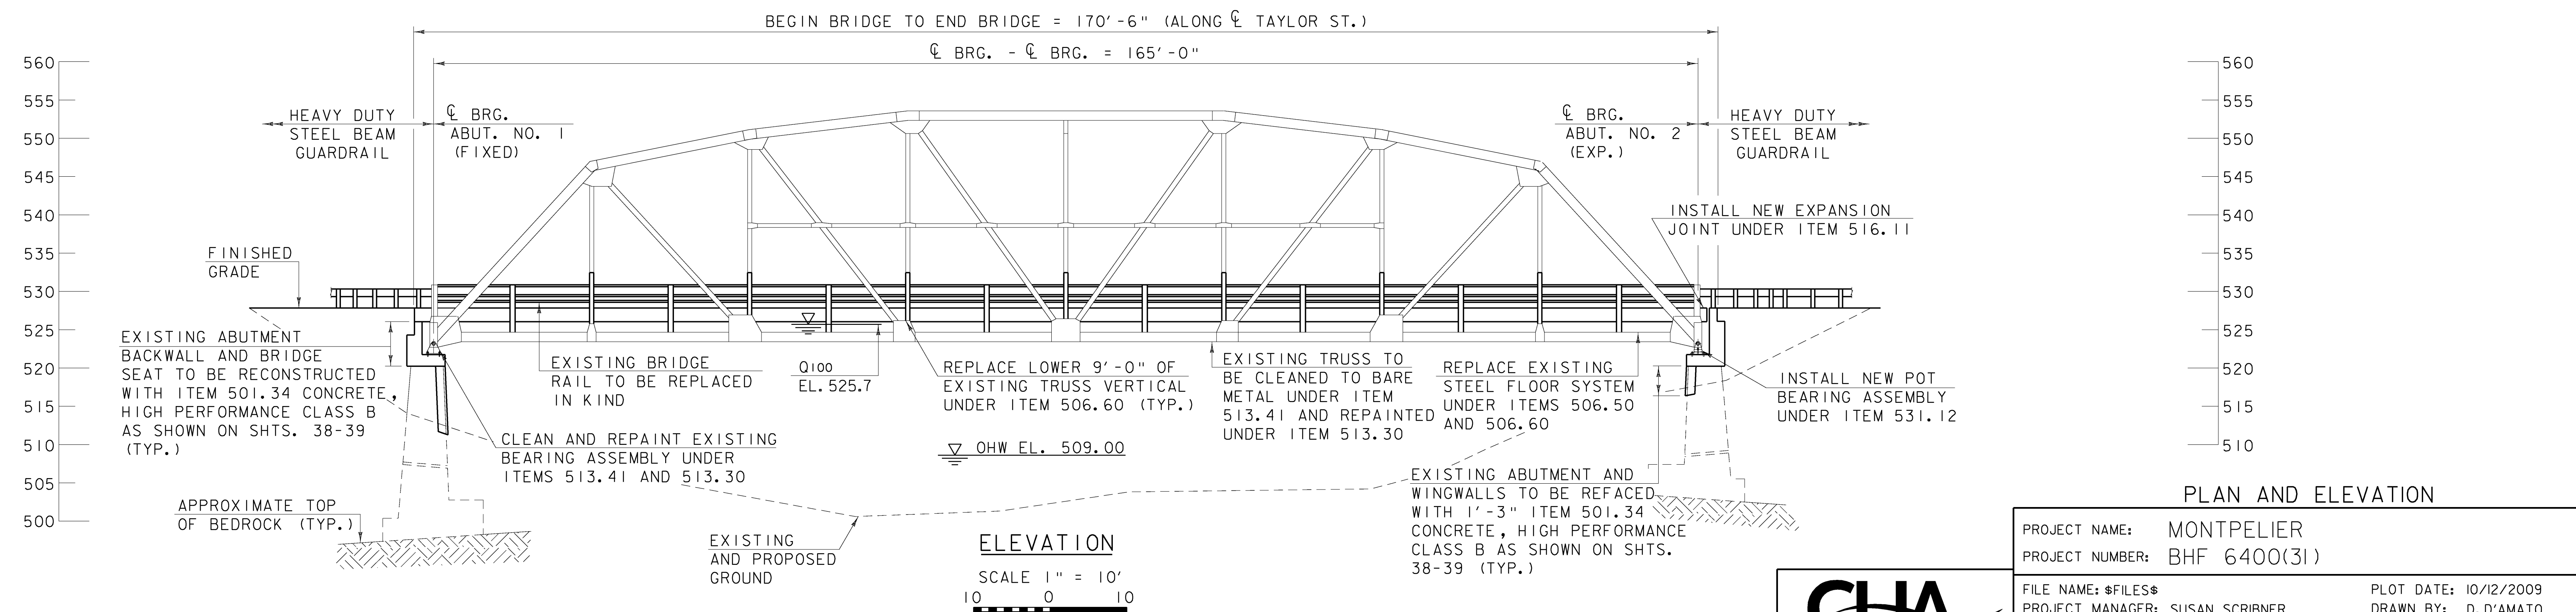 BEGIN BRIDGE TO END BRIDGE = 170'-6" (ALONG ℄ TAYLOR ST.)
℄ BRG. - ℄ BRG. = 165'-0"
560
555
550
545
540
535
530
525
520
515
510
505
500
HEAVY DUTY
STEEL BEAM
GUARDRAIL
℄ BRG.
ABUT. NO. 1
(FIXED)
℄ BRG.
ABUT. NO. 2
(EXP.)
HEAVY DUTY
STEEL BEAM
GUARDRAIL
560
555
550
545
540
535
530
525
520
515
510
INSTALL NEW EXPANSION
JOINT UNDER ITEM 516.11
FINISHED
GRADE
EXISTING ABUTMENT
BACKWALL AND BRIDGE
SEAT TO BE RECONSTRUCTED
WITH ITEM 501.34 CONCRETE,
HIGH PERFORMANCE CLASS B
AS SHOWN ON SHTS. 38-39
(TYP.)
EXISTING BRIDGE
RAIL TO BE REPLACED
IN KIND
Q100
EL. 525.7
REPLACE LOWER 9'-0" OF
EXISTING TRUSS VERTICAL
UNDER ITEM 506.60 (TYP.)
EXISTING TRUSS TO
BE CLEANED TO BARE
METAL UNDER ITEM
513.41 AND REPAINTED
UNDER ITEM 513.30
REPLACE EXISTING
STEEL FLOOR SYSTEM
UNDER ITEMS 506.50
AND 506.60
INSTALL NEW POT
BEARING ASSEMBLY
UNDER ITEM 531.12
CLEAN AND REPAINT EXISTING
BEARING ASSEMBLY UNDER
ITEMS 513.41 AND 513.30
OHW EL. 509.00
EXISTING ABUTMENT AND
WINGWALLS TO BE REFACED
WITH 1'-3" ITEM 501.34
CONCRETE, HIGH PERFORMANCE
CLASS B AS SHOWN ON SHTS.
38-39 (TYP.)
APPROXIMATE TOP
OF BEDROCK (TYP.)
EXISTING
AND PROPOSED
GROUND
ELEVATION
SCALE 1" = 10'
10 0 10
PLAN AND ELEVATION
PROJECT NAME: MONTPELIER
PROJECT NUMBER: BHF 6400(31)
FILE NAME: $FILES$ PLOT DATE: 10/12/2009
PROJECT MANAGER: SUSAN SCRIBNER DRAWN BY: D. D'AMATO
CHA